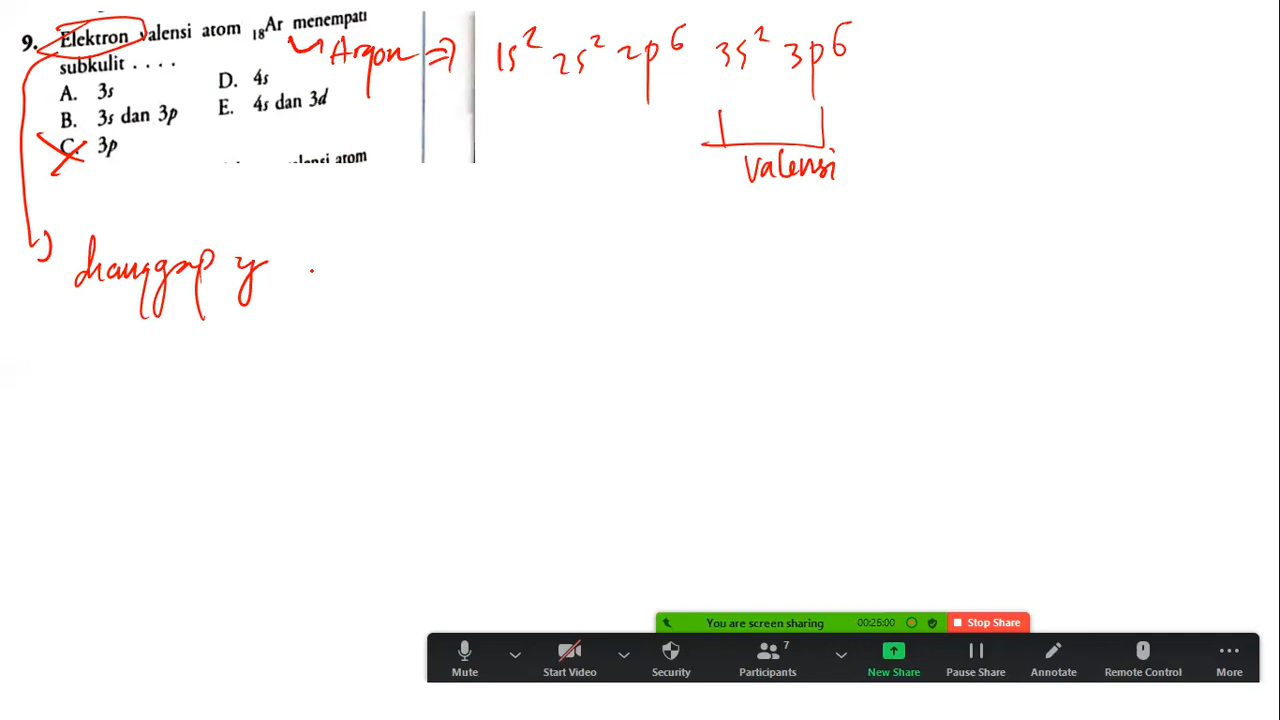 9. Elektron valensi atom ₁₈Ar menempati
subkulit . . . .
A. 3s
B. 3s dan 3p
C. 3p
D. 4s
E. 4s dan 3d
Argon ⇒ 1s² 2s² 2p⁶ 3s² 3p⁶
valensi
dianggap y
You are screen sharing 00:25:00 Stop Share
Mute Start Video Security Participants 7 New Share Pause Share Annotate Remote Control More